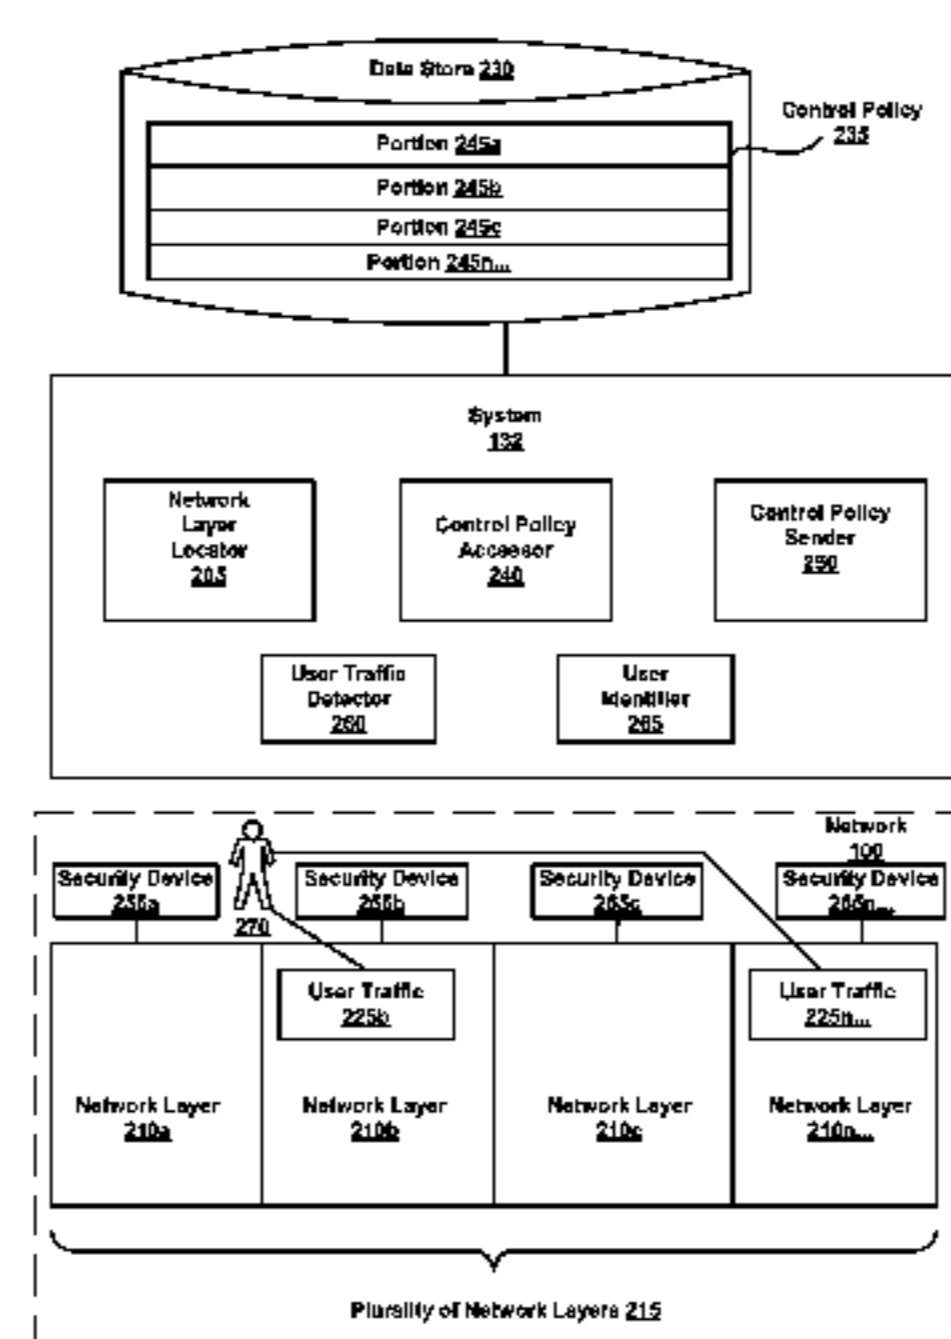 Data Store 230
Control Policy
235
Portion 245a
Portion 245b
Portion 245c
Portion 245n...
System
132
Network
Layer
Locator
205
Control Policy
Accessor
240
Control Policy
Sender
250
User Traffic
Detector
260
User
Identifier
265
Network
100
Security Device
255a
Security Device
255b
Security Device
Security Device
270
User Traffic
225b
User Traffic
225n...
Network Layer
210a
Network Layer
210b
Network Layer
210c
Network Layer
210n...
Plurality of Network Layers 215